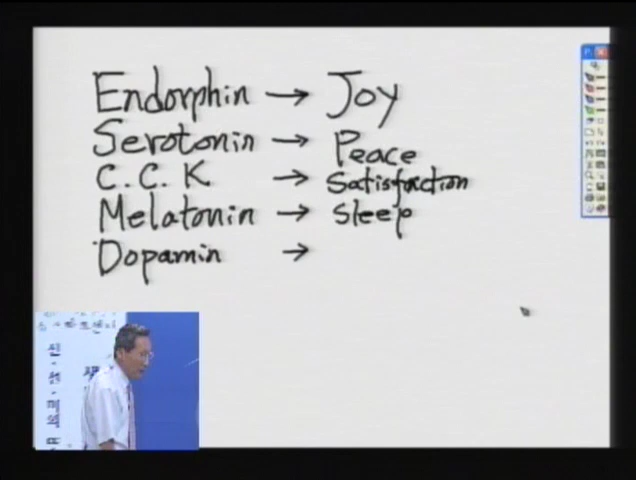 Endorphin → Joy
Serotonin → Peace
C.C.K → Satisfaction
Melatonin → Sleep
Dopamin →